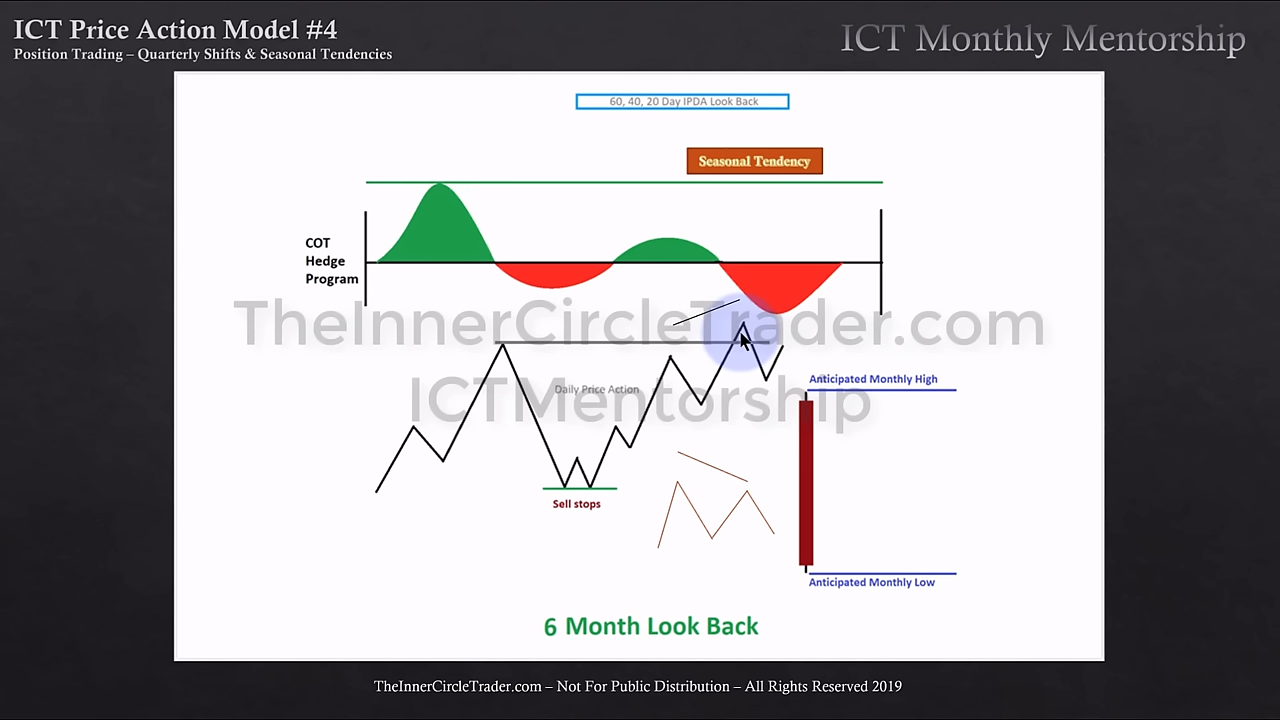 ICT Price Action Model #4
Position Trading – Quarterly Shifts & Seasonal Tendencies
ICT Monthly Mentorship
60, 40, 20 Day IPDA Look Back
Seasonal Tendency
COT
Hedge
Program
TheInnerCircleTrader.com
Daily Price Action
ICTMentorship
Anticipated Monthly High
Sell stops
Anticipated Monthly Low
6 Month Look Back
TheInnerCircleTrader.com – Not For Public Distribution – All Rights Reserved 2019